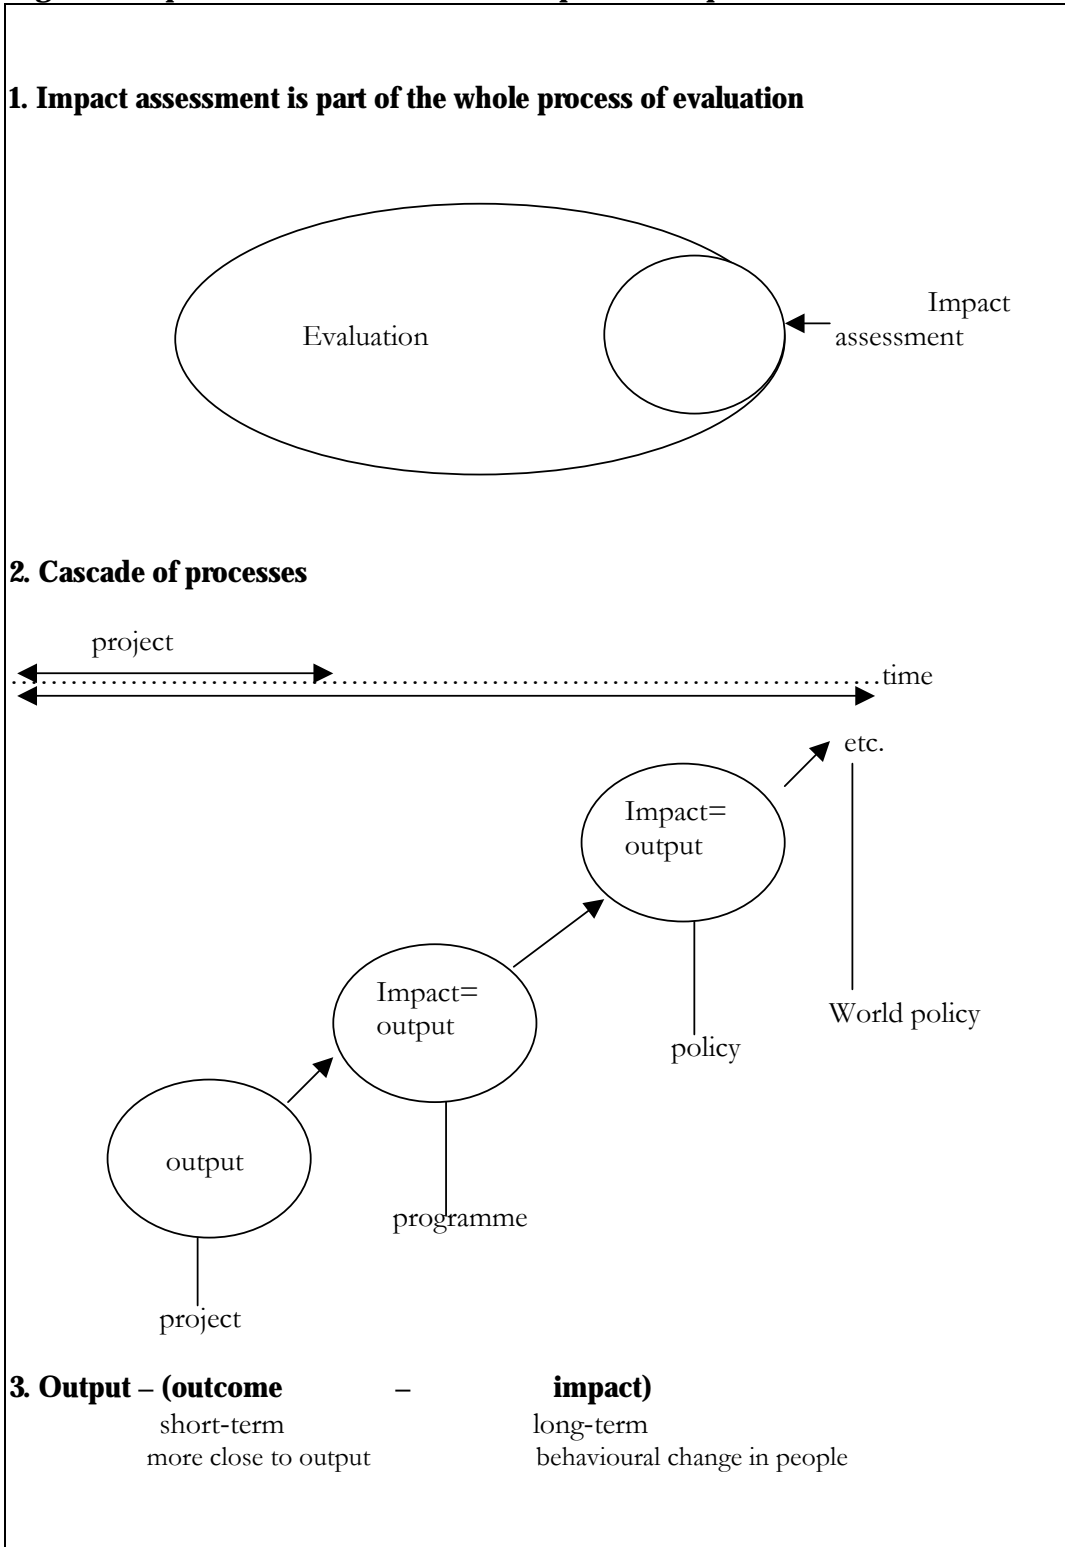 1. Impact assessment is part of the whole process of evaluation
Evaluation
Impact
assessment
2. Cascade of processes
project
time
etc.
Impact=
output
World policy
policy
Impact=
output
programme
output
project
3. Output – (outcome – impact)
short-term long-term
more close to output behavioural change in people